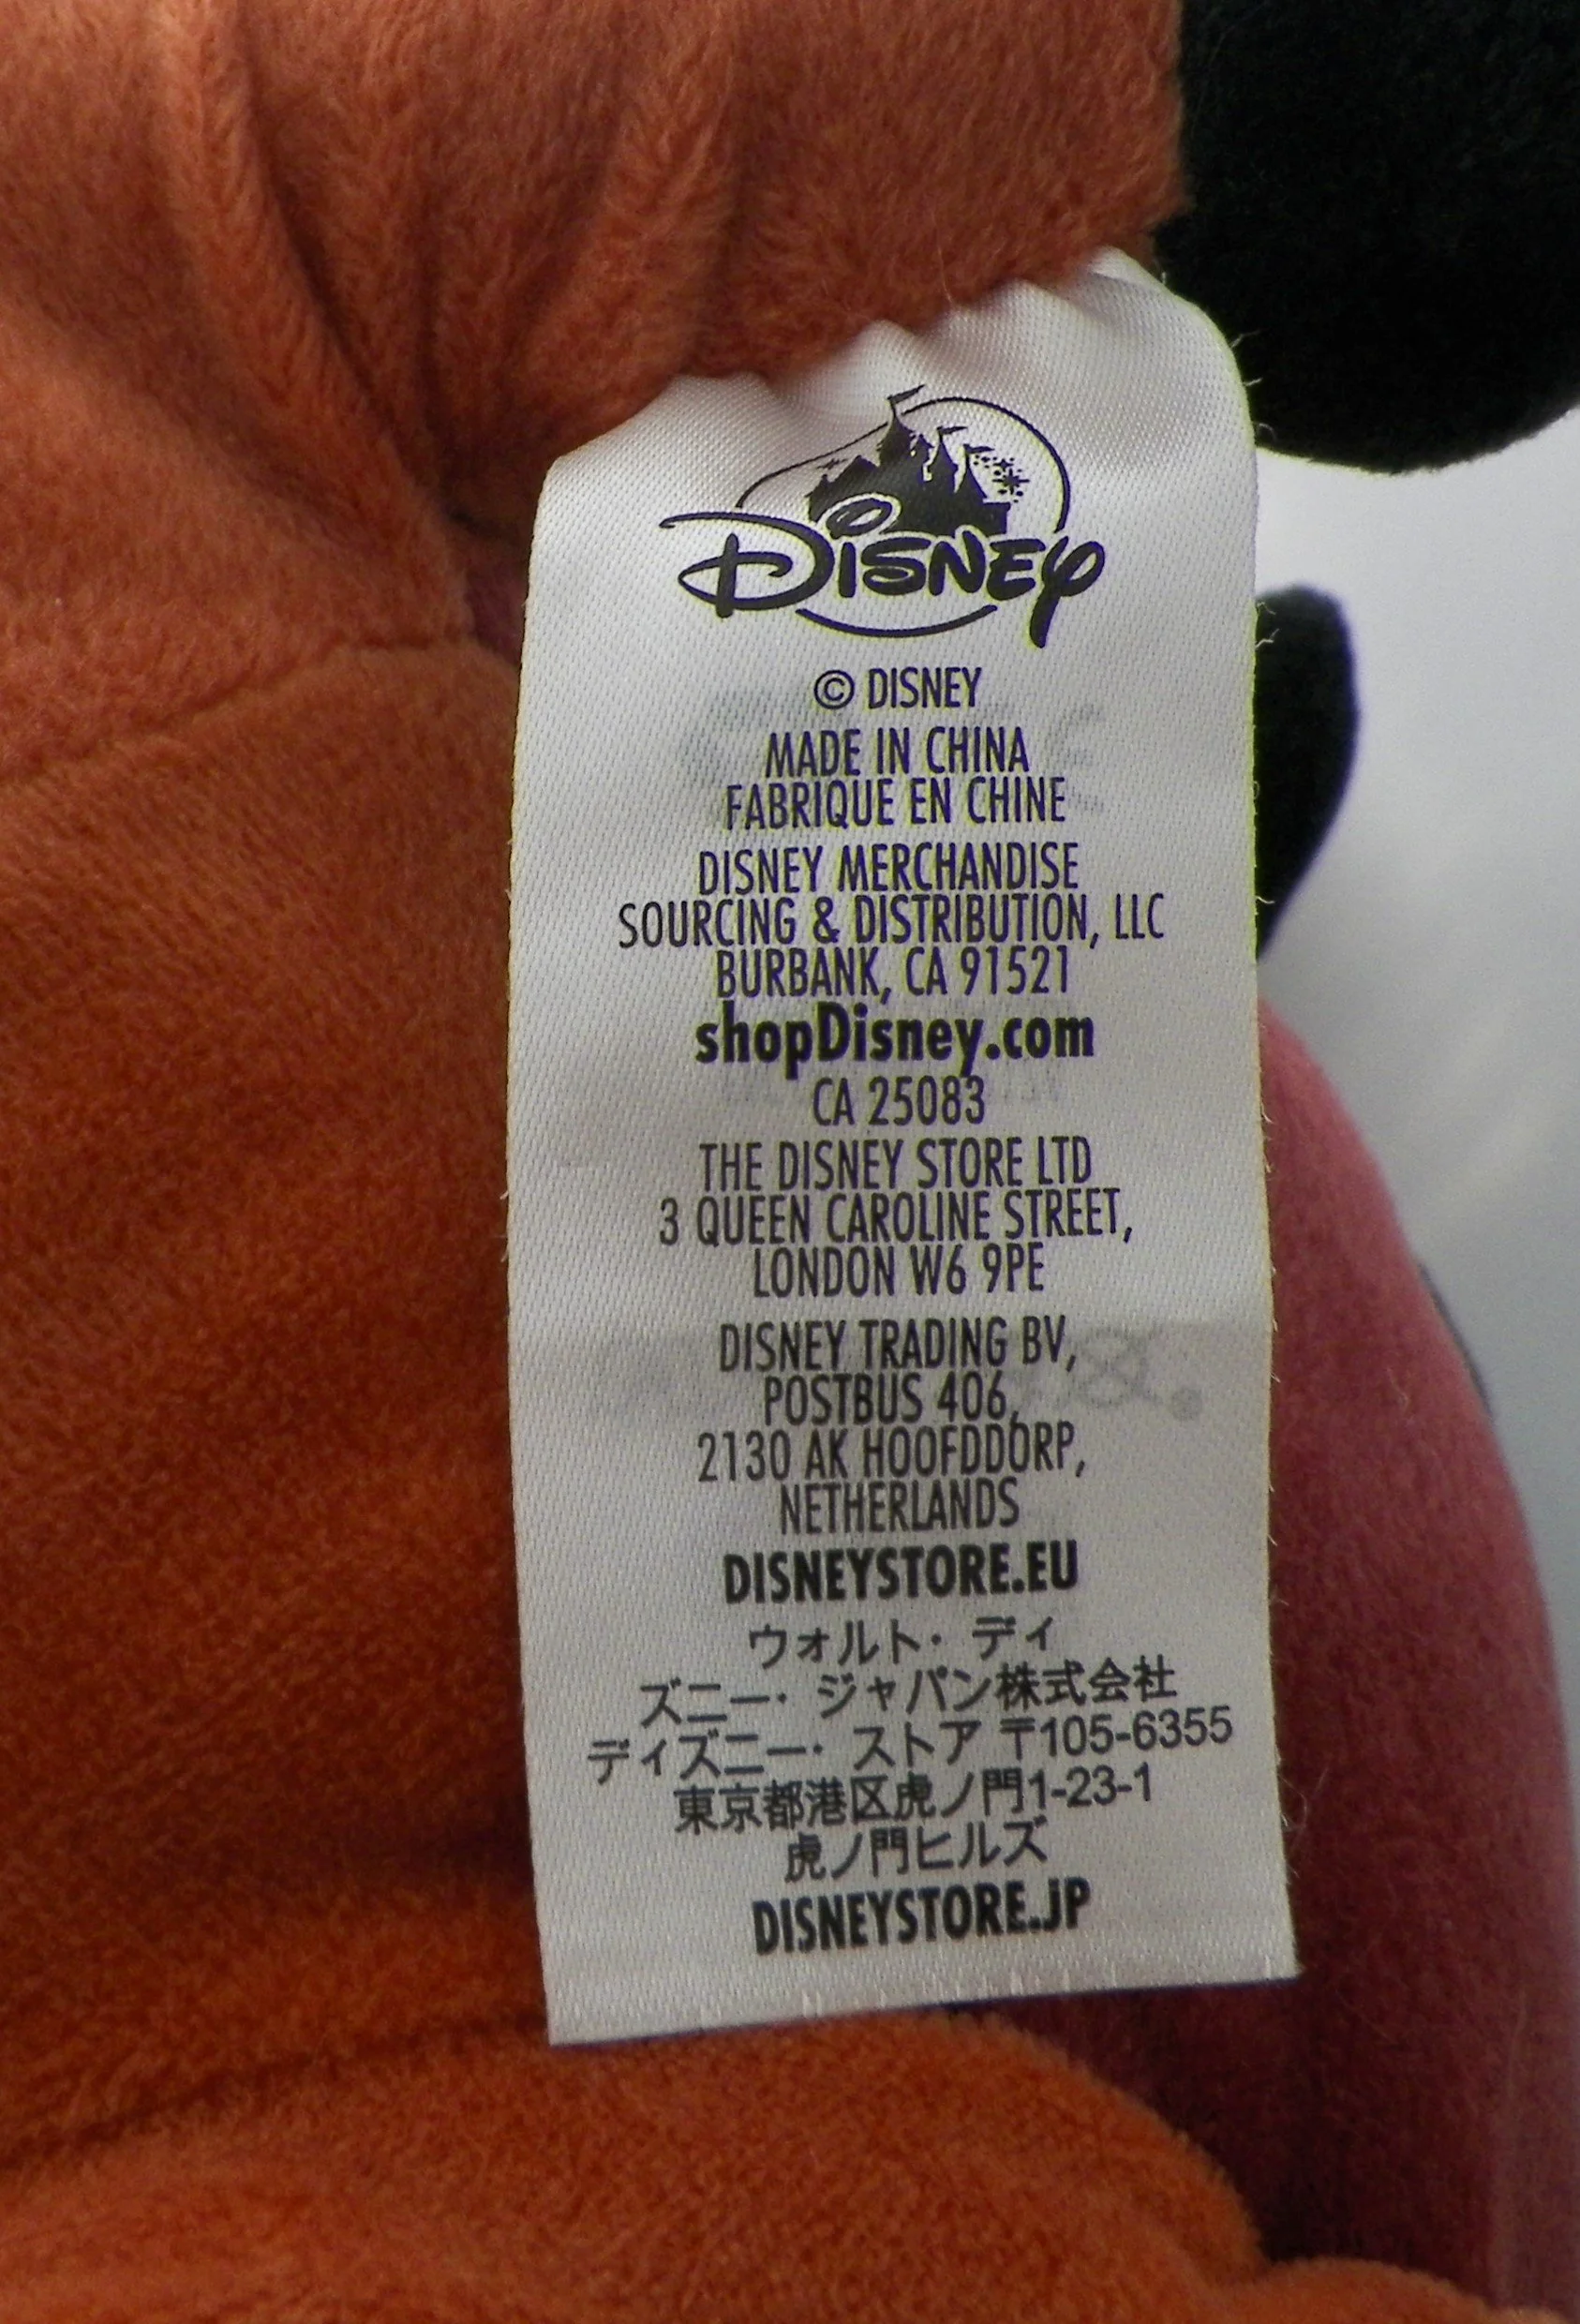 Disney
© DISNEY
MADE IN CHINA
FABRIQUE EN CHINE
DISNEY MERCHANDISE
SOURCING & DISTRIBUTION, LLC
BURBANK, CA 91521
shopDisney.com
CA 25083
THE DISNEY STORE LTD
3 QUEEN CAROLINE STREET,
LONDON W6 9PE
DISNEY TRADING BV,
POSTBUS 406,
2130 AK HOOFDDORP,
NETHERLANDS
DISNEYSTORE.EU
ウォルト・ディ
ズニー・ジャパン株式会社
ディズニー・ストア 〒105-6355
東京都港区虎ノ門1-23-1
虎ノ門ヒルズ
DISNEYSTORE.JP